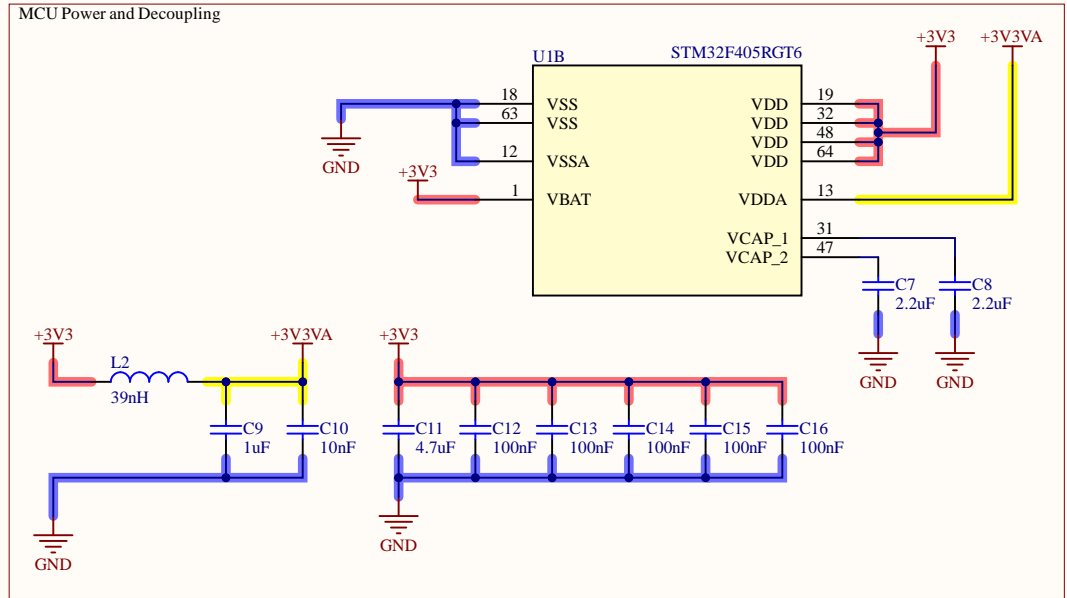 MCU Power and Decoupling
U1B STM32F405RGT6
+3V3 +3V3VA
18 VSS VDD 19
63 VSS VDD 32
VDD 48
12 VSSA VDD 64
GND
+3V3
1 VBAT VDDA 13
VCAP_1 31
VCAP_2 47
C7 C8
2.2uF 2.2uF
GND GND
+3V3 +3V3VA +3V3
L2
39nH
C9 C10 C11 C12 C13 C14 C15 C16
1uF 10nF 4.7uF 100nF 100nF 100nF 100nF 100nF
GND GND